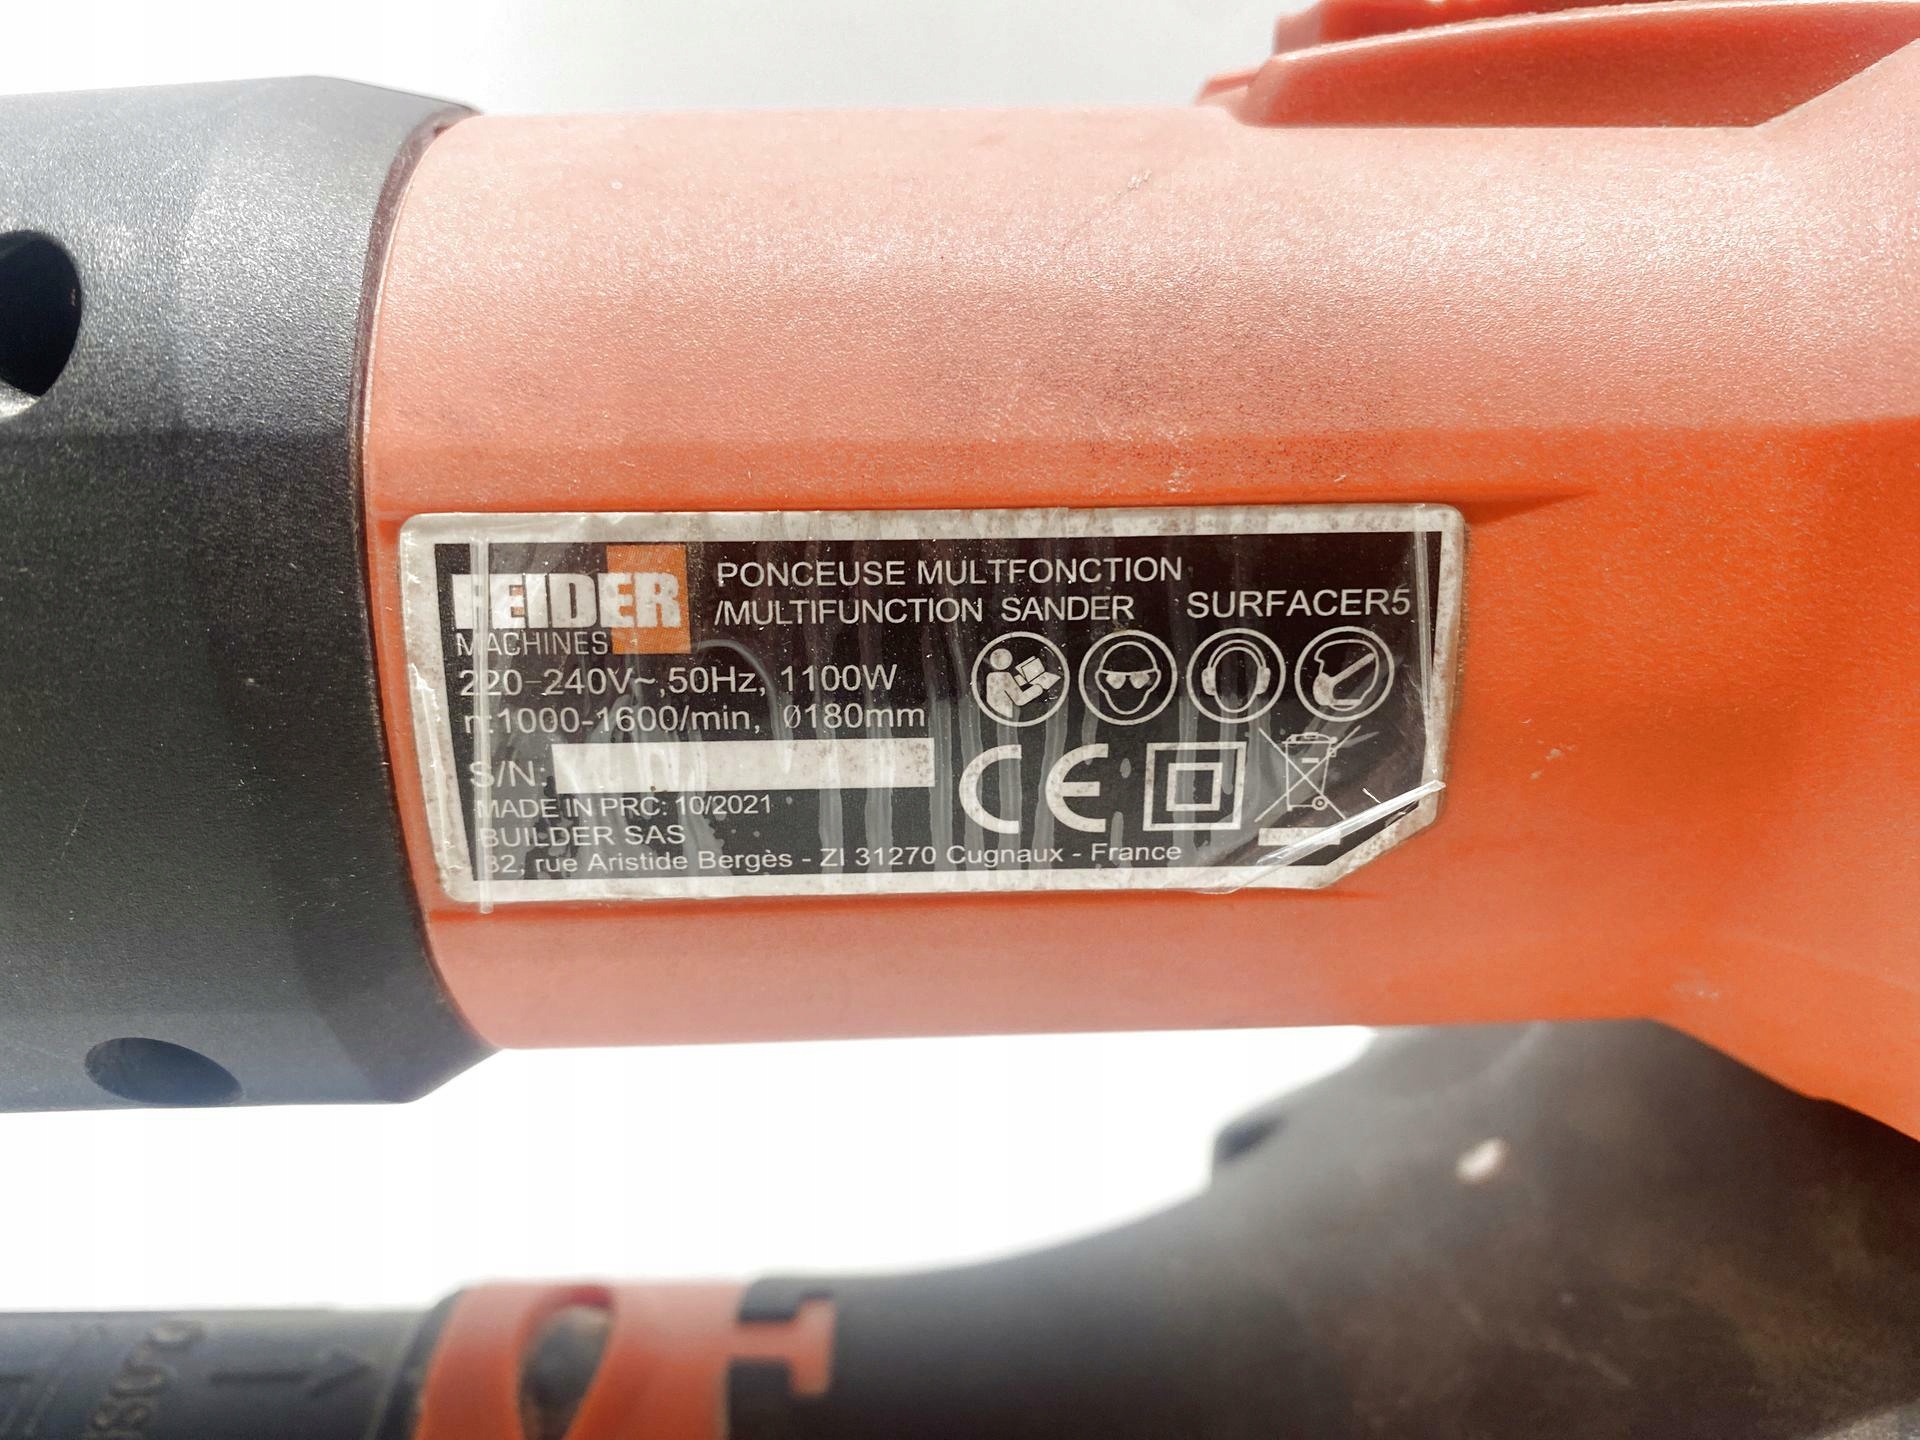 FEIDER
MACHINES
PONCEUSE MULTFONCTION
/MULTIFUNCTION SANDER SURFACER5
220-240V~,50Hz, 1100W
n:1000-1600/min, Ø180mm
S/N:
CE
MADE IN PRC: 10/2021
BUILDER SAS
32, rue Aristide Bergès - ZI 31270 Cugnaux - France